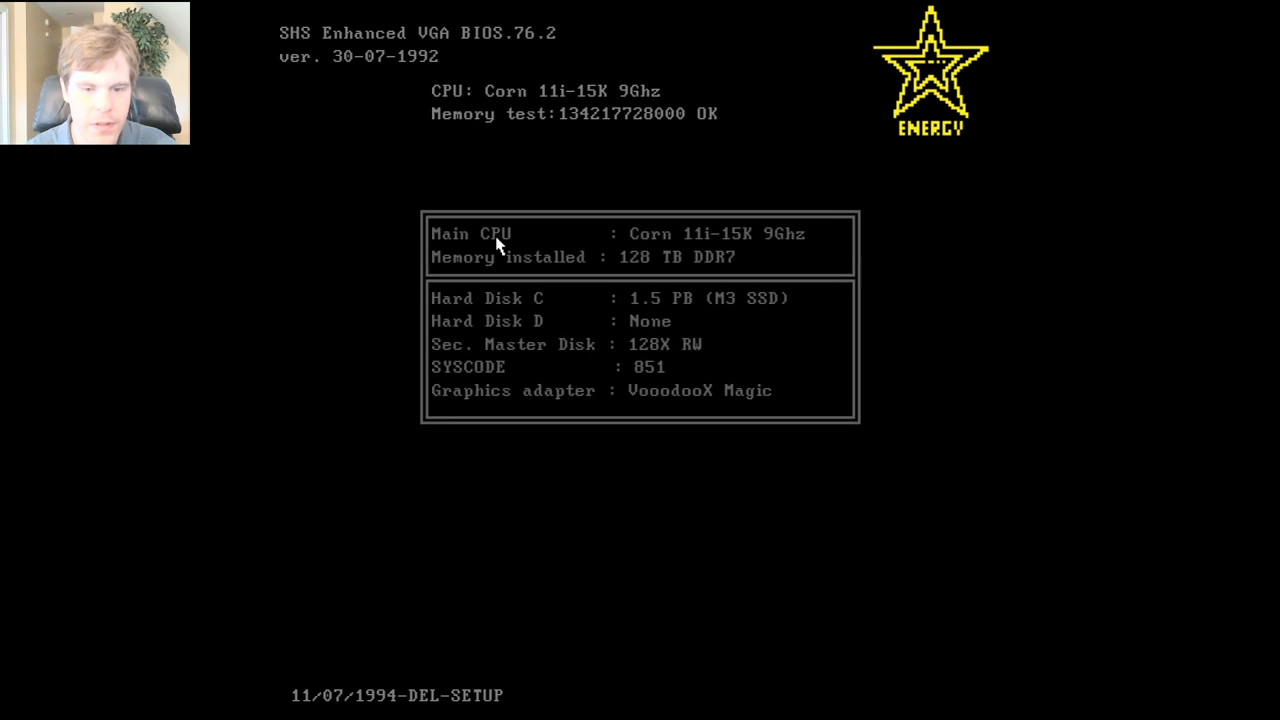 SHS Enhanced VGA BIOS.76.2
ver. 30-07-1992
CPU: Corn 11i-15K 9Ghz
Memory test:134217728000 OK
ENERGY
Main CPU : Corn 11i-15K 9Ghz
Memory installed : 128 TB DDR7
Hard Disk C : 1.5 PB (M3 SSD)
Hard Disk D : None
Sec. Master Disk : 128X RW
SYSCODE : 851
Graphics adapter : VooodooX Magic
11/07/1994-DEL-SETUP